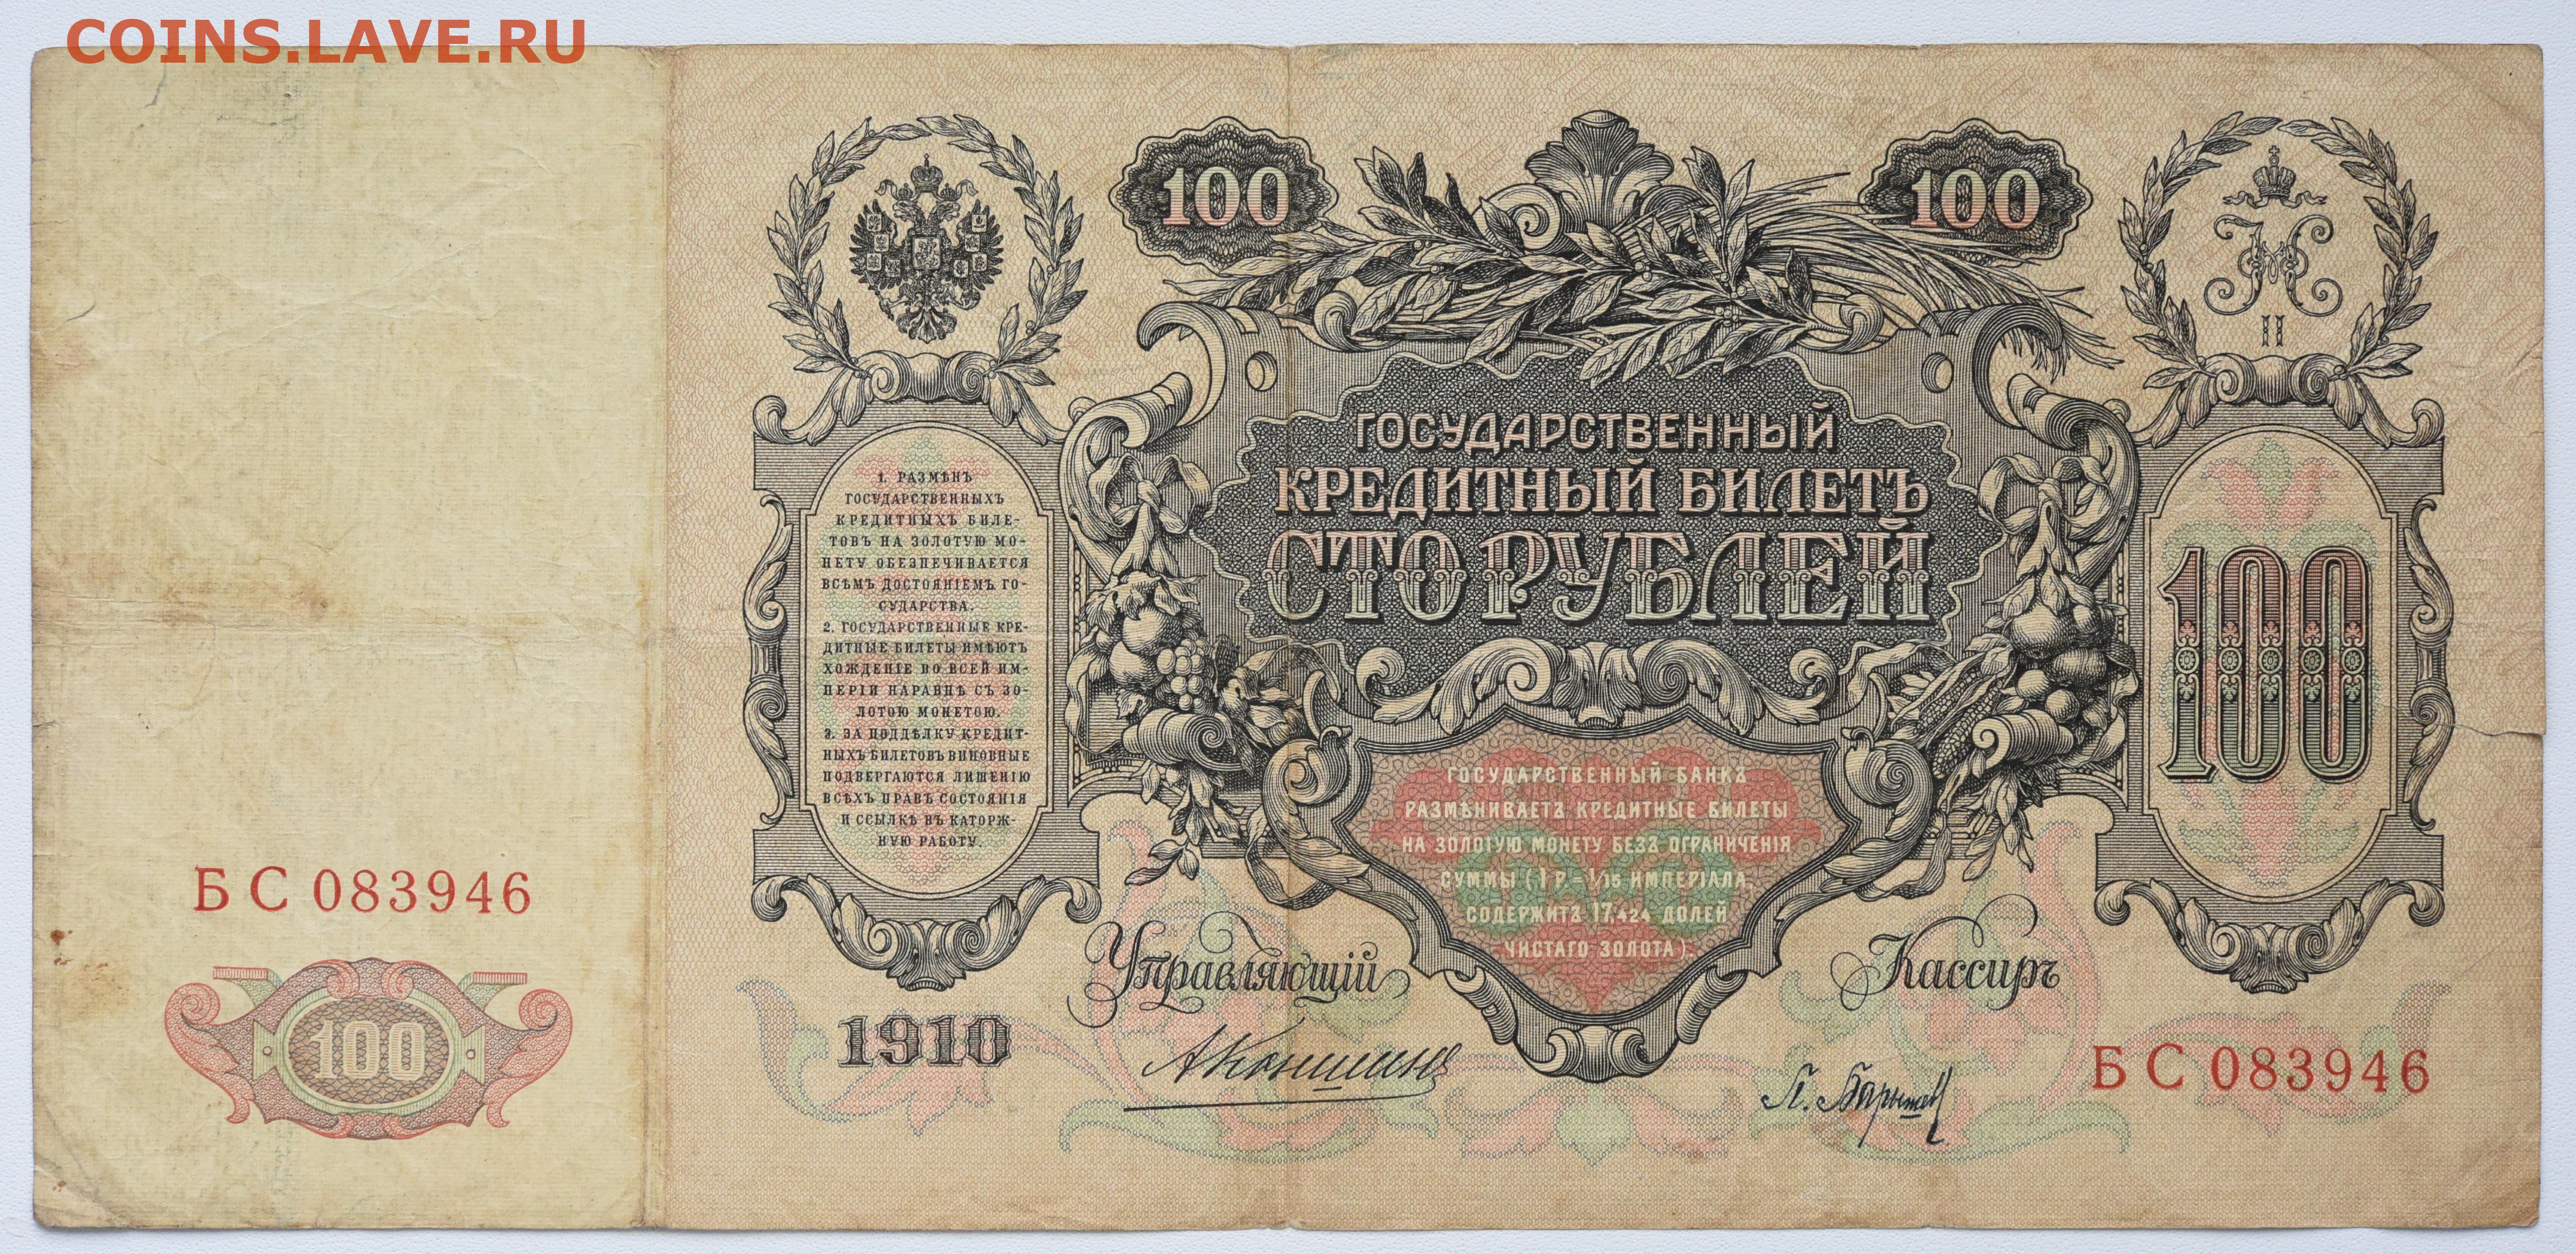 COINS.LAVE.RU
100
100
II
1. РАЗМѢНЪ
ГОСУДАРСТВЕННЫХЪ
КРЕДИТНЫХЪ БИЛЕ-
ТОВЪ НА ЗОЛОТУЮ МО-
НЕТУ ОБЕЗПЕЧИВАЕТСЯ
ВСѢМЪ ДОСТОЯНІЕМЪ ГО-
СУДАРСТВА.
2. ГОСУДАРСТВЕННЫЕ КРЕ-
ДИТНЫЕ БИЛЕТЫ ИМѢЮТЪ
ХОЖДЕНІЕ ВО ВСЕЙ ИМ-
ПЕРІИ НАРАВНѢ СЪ ЗО-
ЛОТОЮ МОНЕТОЮ.
3. ЗА ПОДДѢЛКУ КРЕДИТ-
НЫХЪ БИЛЕТОВЪ ВИНОВНЫЕ
ПОДВЕРГАЮТСЯ ЛИШЕНІЮ
ВСѢХЪ ПРАВЪ СОСТОЯНІЯ
И ССЫЛКѢ ВЪ КАТОРЖ-
НУЮ РАБОТУ.
ГОСУДАРСТВЕННЫЙ
КРЕДИТНЫЙ БИЛЕТЪ
СТО РУБЛЕЙ
100
ГОСУДАРСТВЕННЫЙ БАНКЪ
РАЗМѢНИВАЕТЪ КРЕДИТНЫЕ БИЛЕТЫ
НА ЗОЛОТУЮ МОНЕТУ БЕЗЪ ОГРАНИЧЕНІЯ
СУММЫ (1 Р. = 1/15 ИМПЕРІАЛА,
СОДЕРЖИТЪ 17,424 ДОЛЕЙ
ЧИСТАГО ЗОЛОТА).
БС 083946
100
Управляющій
Кассиръ
1910
АКоншинъ
Л. Барышев
БС 083946